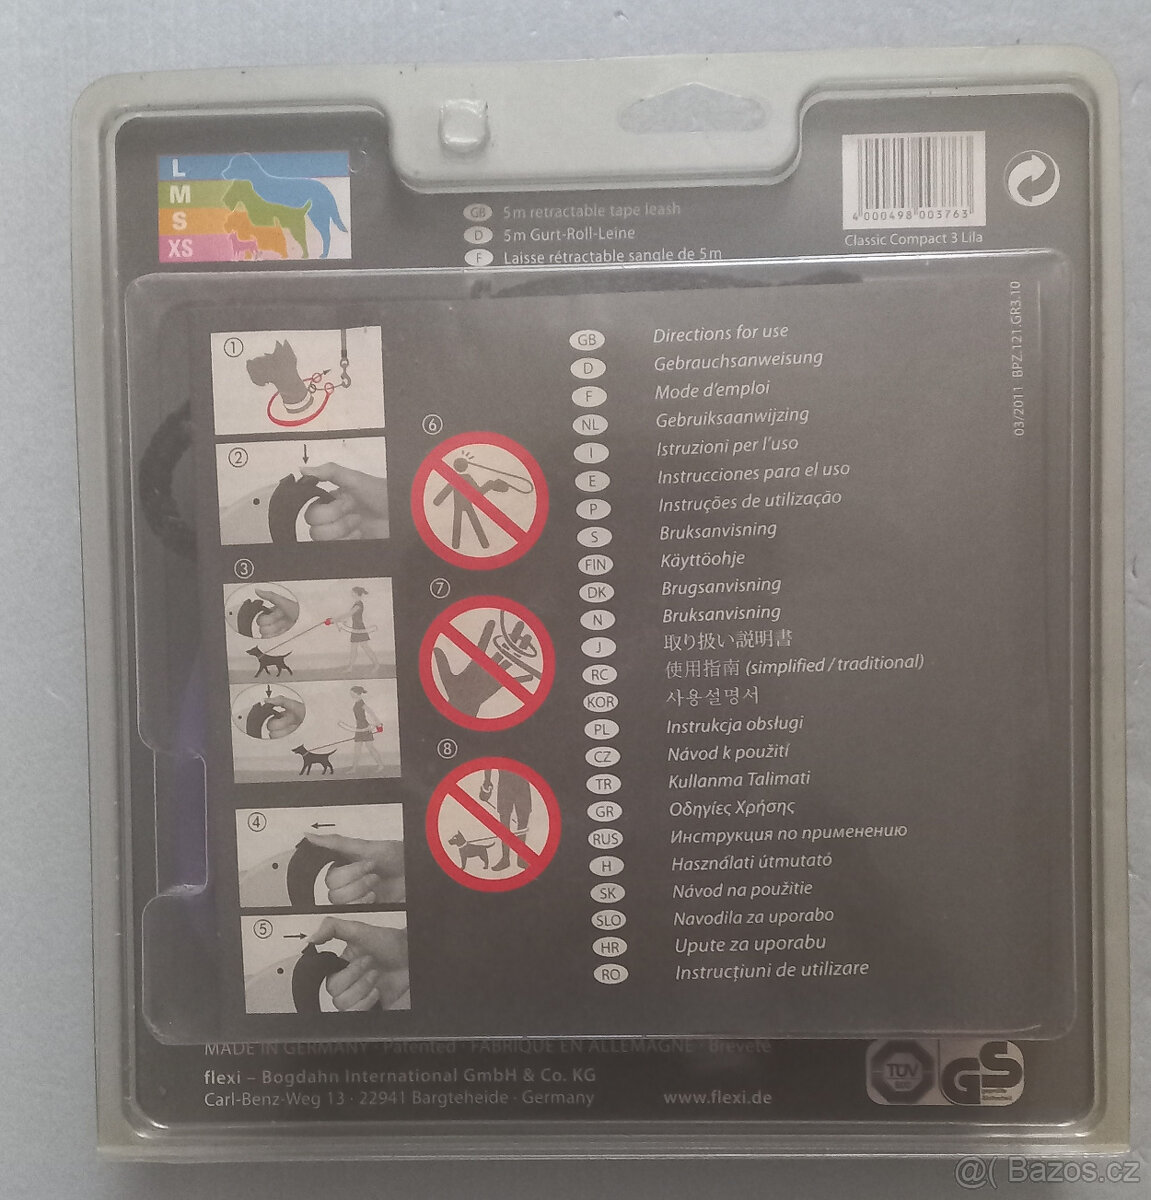 L
M
S
XS
GB 5m retractable tape leash
D 5m Gurt-Roll-Leine
F Laisse rétractable sangle de 5m
4 000498 003763
Classic Compact 3 Lila
03/2011 BPZ.121.GR3.10
1
2
3
4
5
6
7
8
GB Directions for use
D Gebrauchsanweisung
F Mode d'emploi
NL Gebruiksaanwijzing
I Istruzioni per l'uso
E Instrucciones para el uso
P Instruções de utilização
S Bruksanvisning
FIN Käyttöohje
DK Brugsanvisning
N Bruksanvisning
J 取り扱い説明書
RC 使用指南 (simplified / traditional)
KOR 사용설명서
PL Instrukcja obsługi
CZ Návod k použití
TR Kullanma Talimati
GR Οδηγίες Χρήσης
RUS Инструкция по применению
H Használati útmutató
SK Návod na použitie
SLO Navodila za uporabo
HR Upute za uporabu
RO Instrucțiuni de utilizare
MADE IN GERMANY · Patented · FABRIQUÉ EN ALLEMAGNE · Breveté
flexi – Bogdahn International GmbH & Co. KG
Carl-Benz-Weg 13 · 22941 Bargteheide · Germany
www.flexi.de
TÜV
GS
@( Bazos.cz